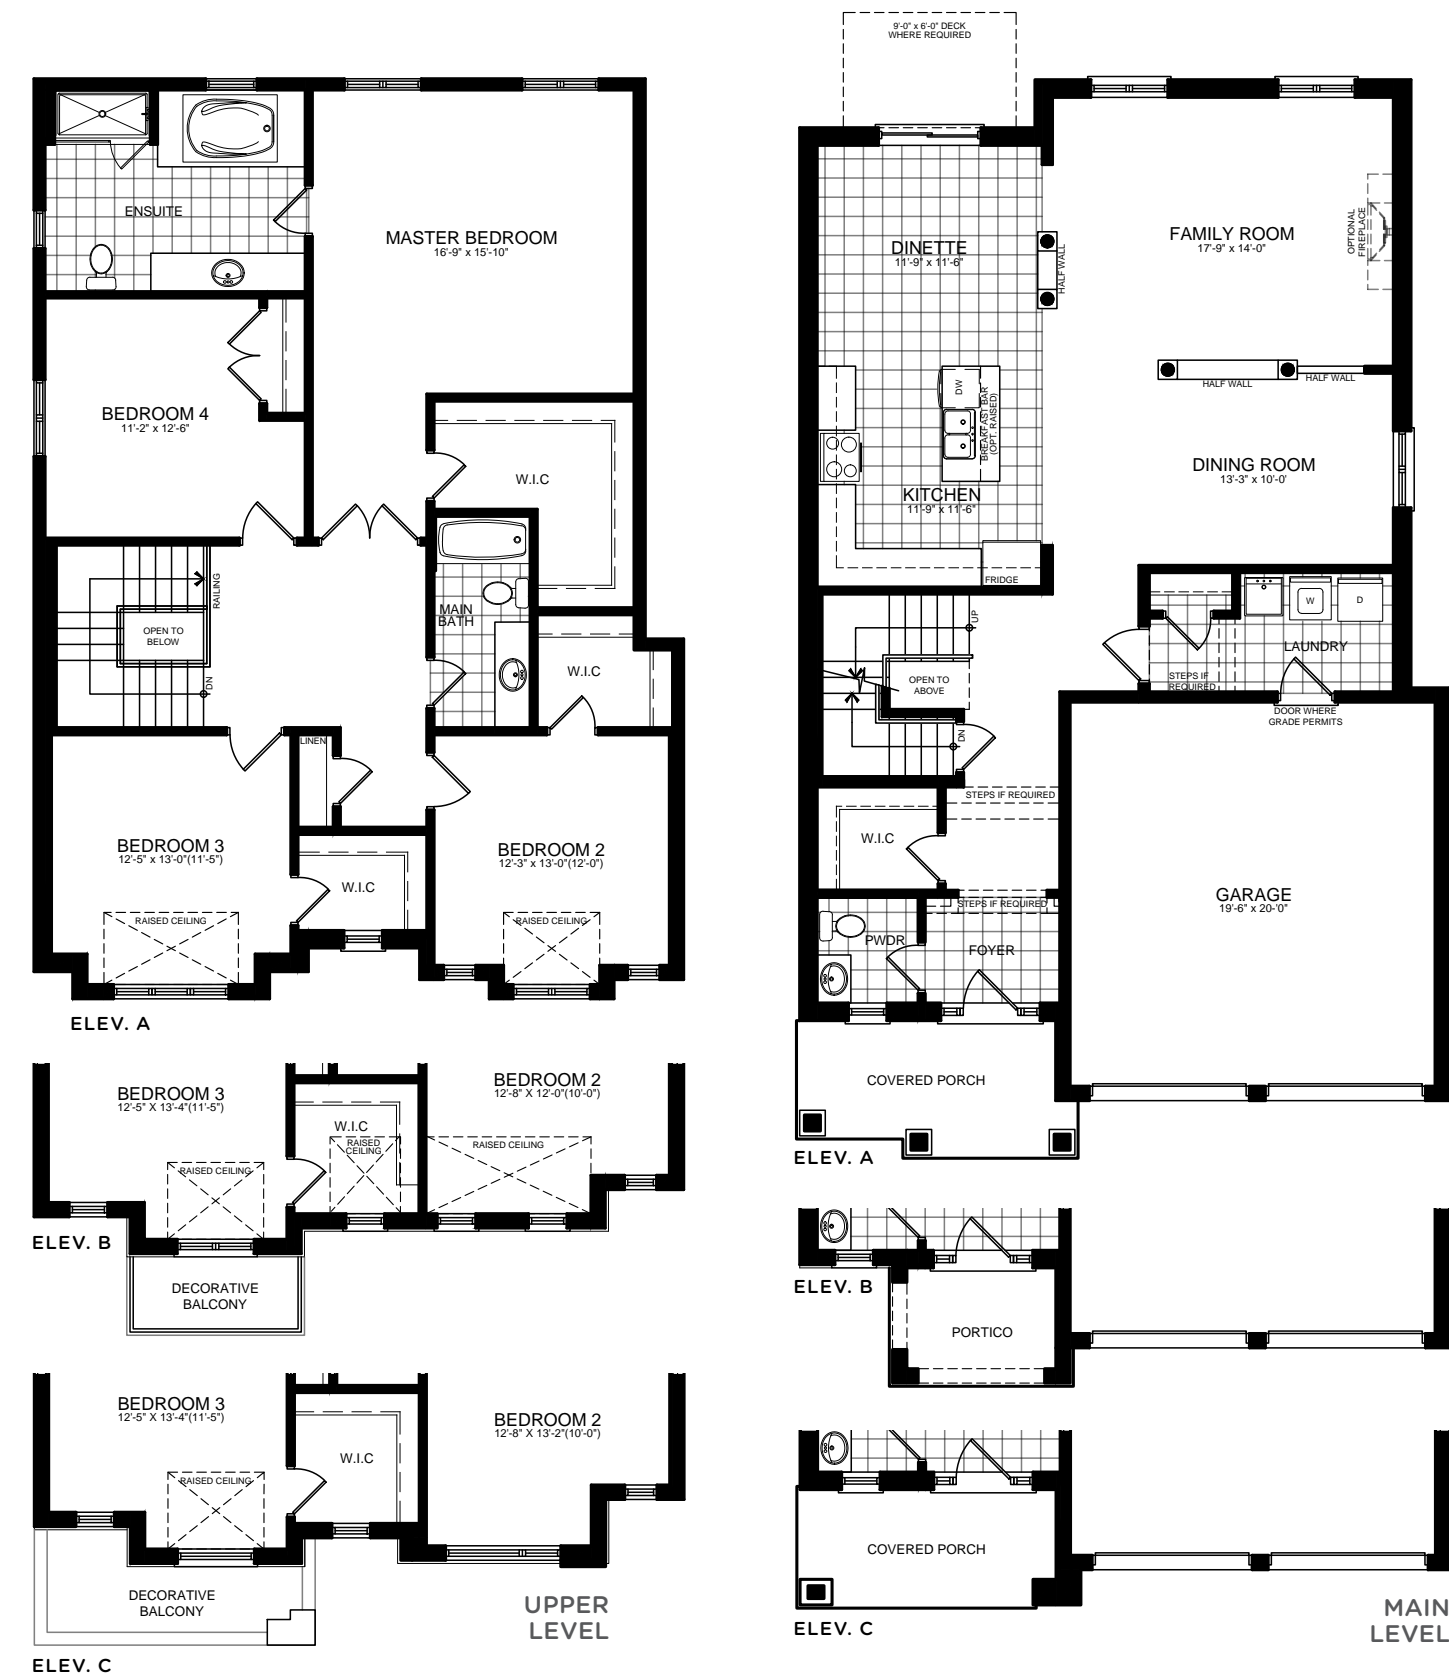 ENSUITE
MASTER BEDROOM
16'-9" x 15'-10"
BEDROOM 4
11'-2" x 12'-6"
W.I.C
RAILING
OPEN TO
BELOW
DN
MAIN
BATH
W.I.C
LINEN
BEDROOM 3
12'-5" x 13'-0"(11'-5")
W.I.C
BEDROOM 2
12'-3" x 13'-0"(12'-0")
RAISED CEILING
RAISED CEILING
ELEV. A
BEDROOM 3
12'-5" X 13'-4"(11'-5")
W.I.C
RAISED
CEILING
BEDROOM 2
12'-8" X 12'-0"(10'-0")
RAISED CEILING
RAISED CEILING
ELEV. B
DECORATIVE
BALCONY
BEDROOM 3
12'-5" X 13'-4"(11'-5")
W.I.C
BEDROOM 2
12'-8" X 13'-2"(10'-0")
RAISED CEILING
DECORATIVE
BALCONY
UPPER
LEVEL
ELEV. C
9'-0" x 6'-0" DECK
WHERE REQUIRED
DINETTE
11'-9" x 11'-6"
HALF WALL
FAMILY ROOM
17'-9" x 14'-0"
OPTIONAL
FIREPLACE
HALF WALL
HALF WALL
DW
BREAKFAST BAR
(OPT. RAISED)
KITCHEN
11'-9" x 11'-6"
FRIDGE
DINING ROOM
13'-3" x 10'-0'
UP
OPEN TO
ABOVE
DN
W
D
LAUNDRY
STEPS IF
REQUIRED
DOOR WHERE
GRADE PERMITS
STEPS IF REQUIRED
W.I.C
STEPS IF REQUIRED
PWDR
FOYER
GARAGE
19'-6" x 20'-'0"
COVERED PORCH
ELEV. A
ELEV. B
PORTICO
COVERED PORCH
ELEV. C
MAIN
LEVEL